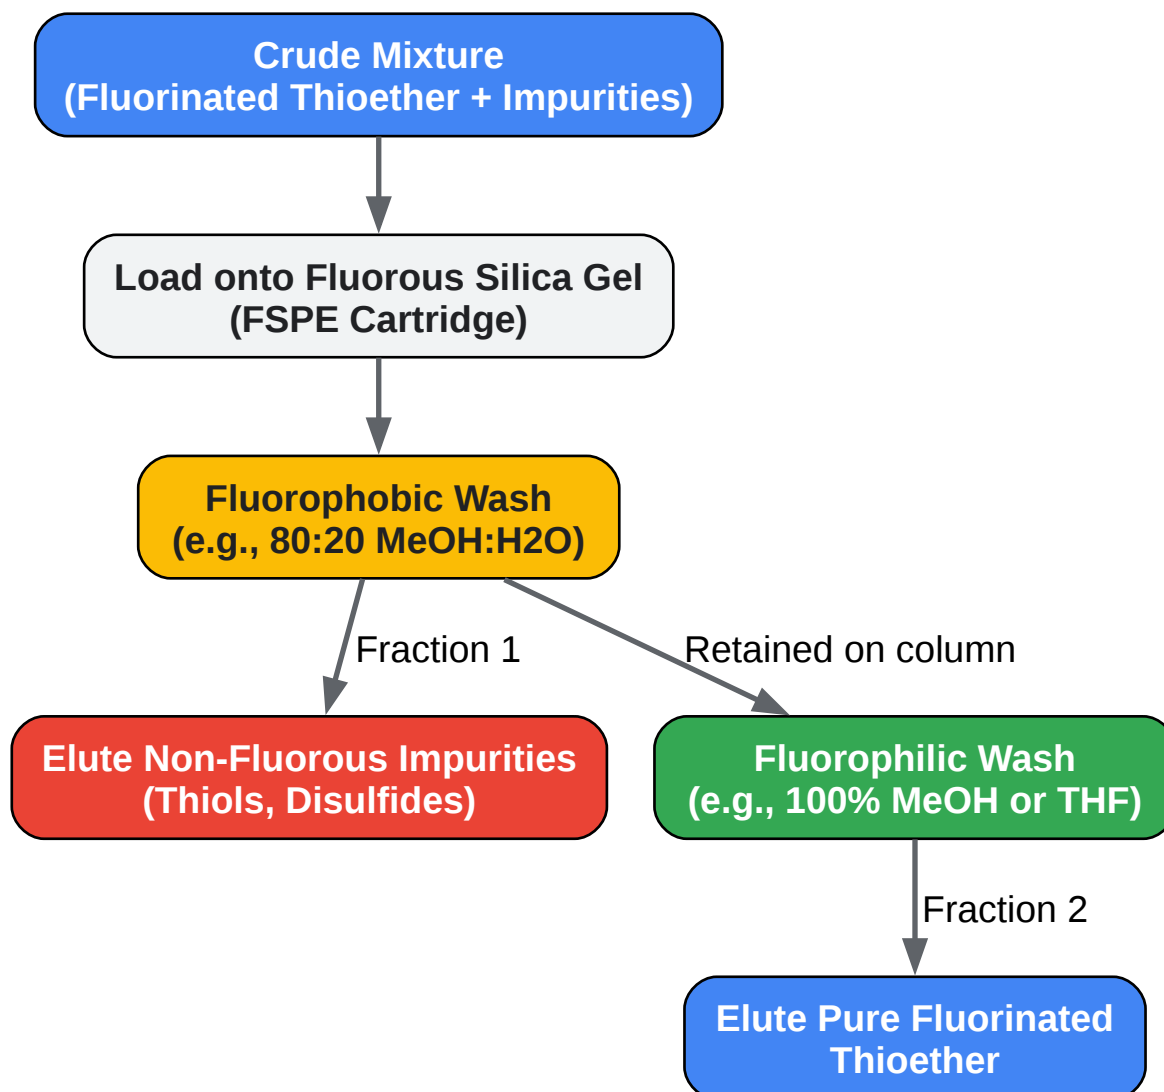 Crude Mixture
(Fluorinated Thioether + Impurities)
Load onto Fluorous Silica Gel
(FSPE Cartridge)
Fluorophobic Wash
(e.g., 80:20 MeOH:H2O)
Fraction 1
Retained on column
Elute Non-Fluorous Impurities
(Thiols, Disulfides)
Fluorophilic Wash
(e.g., 100% MeOH or THF)
Fraction 2
Elute Pure Fluorinated
Thioether